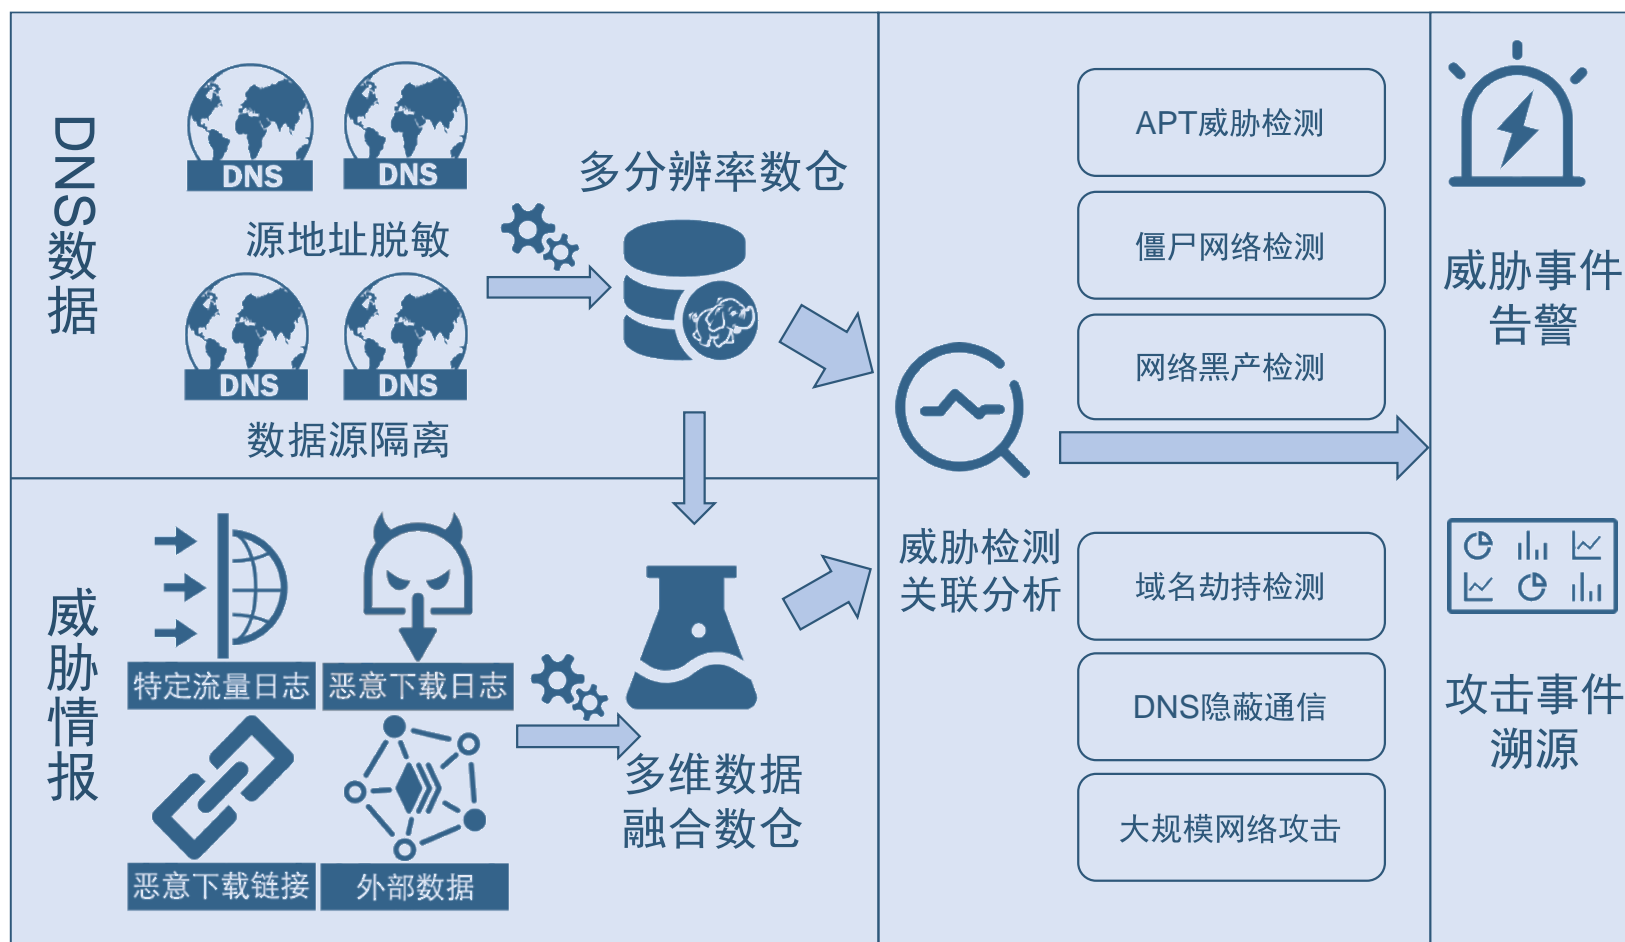 DNS数据
DNS
DNS
源地址脱敏
DNS
DNS
数据源隔离
多分辨率数仓
威胁情报
特定流量日志
恶意下载日志
恶意下载链接
外部数据
多维数据
融合数仓
威胁检测
关联分析
APT威胁检测
僵尸网络检测
网络黑产检测
域名劫持检测
DNS隐蔽通信
大规模网络攻击
威胁事件
告警
攻击事件
溯源